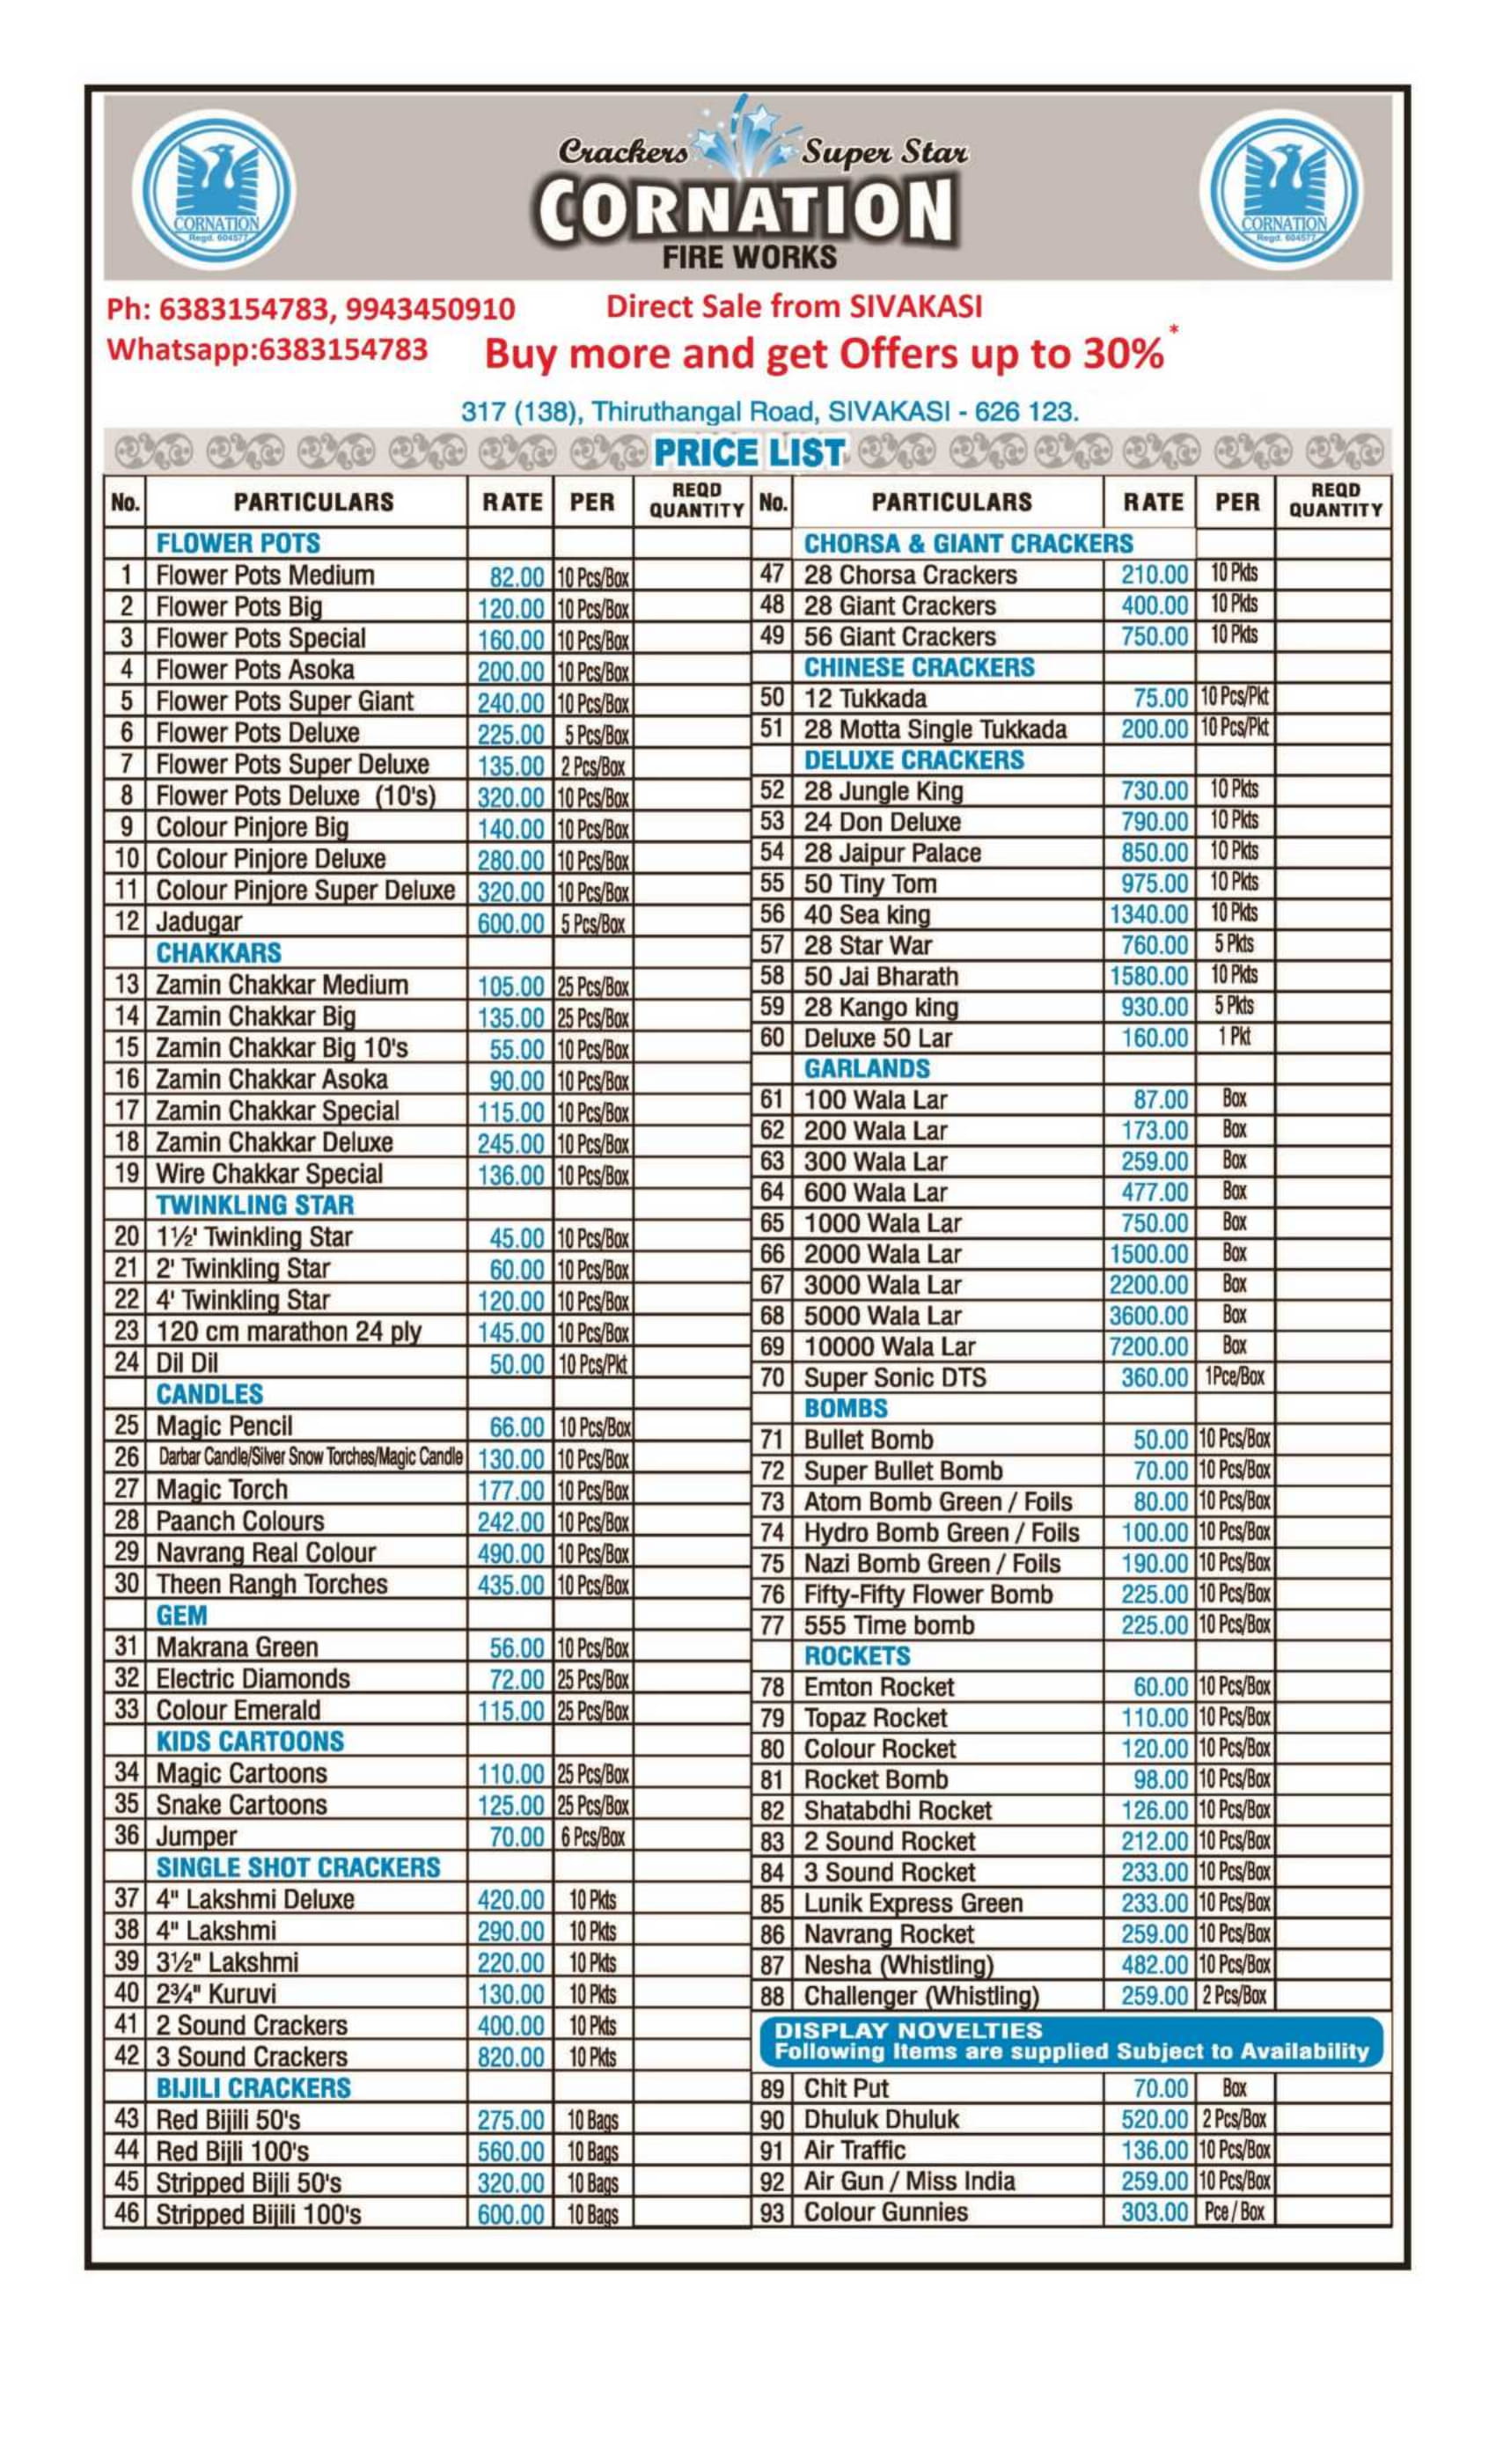 CORNATION
Regd. 604577
Crackers Super Star
CORNATION
FIRE WORKS
CORNATION
Regd. 604577
Ph: 6383154783, 9943450910
Direct Sale from SIVAKASI
Whatsapp:6383154783
Buy more and get Offers up to 30%*
317 (138), Thiruthangal Road, SIVAKASI - 626 123.
PRICE LIST
No. PARTICULARS RATE PER REQD QUANTITY
FLOWER POTS
1 Flower Pots Medium 82.00 10 Pcs/Box
2 Flower Pots Big 120.00 10 Pcs/Box
3 Flower Pots Special 160.00 10 Pcs/Box
4 Flower Pots Asoka 200.00 10 Pcs/Box
5 Flower Pots Super Giant 240.00 10 Pcs/Box
6 Flower Pots Deluxe 225.00 5 Pcs/Box
7 Flower Pots Super Deluxe 135.00 2 Pcs/Box
8 Flower Pots Deluxe (10's) 320.00 10 Pcs/Box
9 Colour Pinjore Big 140.00 10 Pcs/Box
10 Colour Pinjore Deluxe 280.00 10 Pcs/Box
11 Colour Pinjore Super Deluxe 320.00 10 Pcs/Box
12 Jadugar 600.00 5 Pcs/Box
CHAKKARS
13 Zamin Chakkar Medium 105.00 25 Pcs/Box
14 Zamin Chakkar Big 135.00 25 Pcs/Box
15 Zamin Chakkar Big 10's 55.00 10 Pcs/Box
16 Zamin Chakkar Asoka 90.00 10 Pcs/Box
17 Zamin Chakkar Special 115.00 10 Pcs/Box
18 Zamin Chakkar Deluxe 245.00 10 Pcs/Box
19 Wire Chakkar Special 136.00 10 Pcs/Box
TWINKLING STAR
20 1½' Twinkling Star 45.00 10 Pcs/Box
21 2' Twinkling Star 60.00 10 Pcs/Box
22 4' Twinkling Star 120.00 10 Pcs/Box
23 120 cm marathon 24 ply 145.00 10 Pcs/Box
24 Dil Dil 50.00 10 Pcs/Pkt
CANDLES
25 Magic Pencil 66.00 10 Pcs/Box
26 Darbar Candle/Silver Snow Torches/Magic Candle 130.00 10 Pcs/Box
27 Magic Torch 177.00 10 Pcs/Box
28 Paanch Colours 242.00 10 Pcs/Box
29 Navrang Real Colour 490.00 10 Pcs/Box
30 Theen Rangh Torches 435.00 10 Pcs/Box
GEM
31 Makrana Green 56.00 10 Pcs/Box
32 Electric Diamonds 72.00 25 Pcs/Box
33 Colour Emerald 115.00 25 Pcs/Box
KIDS CARTOONS
34 Magic Cartoons 110.00 25 Pcs/Box
35 Snake Cartoons 125.00 25 Pcs/Box
36 Jumper 70.00 6 Pcs/Box
SINGLE SHOT CRACKERS
37 4" Lakshmi Deluxe 420.00 10 Pkts
38 4" Lakshmi 290.00 10 Pkts
39 3½" Lakshmi 220.00 10 Pkts
40 2¾" Kuruvi 130.00 10 Pkts
41 2 Sound Crackers 400.00 10 Pkts
42 3 Sound Crackers 820.00 10 Pkts
BIJILI CRACKERS
43 Red Bijili 50's 275.00 10 Bags
44 Red Bijli 100's 560.00 10 Bags
45 Stripped Bijli 50's 320.00 10 Bags
46 Stripped Bijili 100's 600.00 10 Bags
No. PARTICULARS RATE PER REQD QUANTITY
CHORSA & GIANT CRACKERS
47 28 Chorsa Crackers 210.00 10 Pkts
48 28 Giant Crackers 400.00 10 Pkts
49 56 Giant Crackers 750.00 10 Pkts
CHINESE CRACKERS
50 12 Tukkada 75.00 10 Pcs/Pkt
51 28 Motta Single Tukkada 200.00 10 Pcs/Pkt
DELUXE CRACKERS
52 28 Jungle King 730.00 10 Pkts
53 24 Don Deluxe 790.00 10 Pkts
54 28 Jaipur Palace 850.00 10 Pkts
55 50 Tiny Tom 975.00 10 Pkts
56 40 Sea king 1340.00 10 Pkts
57 28 Star War 760.00 5 Pkts
58 50 Jai Bharath 1580.00 10 Pkts
59 28 Kango king 930.00 5 Pkts
60 Deluxe 50 Lar 160.00 1 Pkt
GARLANDS
61 100 Wala Lar 87.00 Box
62 200 Wala Lar 173.00 Box
63 300 Wala Lar 259.00 Box
64 600 Wala Lar 477.00 Box
65 1000 Wala Lar 750.00 Box
66 2000 Wala Lar 1500.00 Box
67 3000 Wala Lar 2200.00 Box
68 5000 Wala Lar 3600.00 Box
69 10000 Wala Lar 7200.00 Box
70 Super Sonic DTS 360.00 1Pce/Box
BOMBS
71 Bullet Bomb 50.00 10 Pcs/Box
72 Super Bullet Bomb 70.00 10 Pcs/Box
73 Atom Bomb Green / Foils 80.00 10 Pcs/Box
74 Hydro Bomb Green / Foils 100.00 10 Pcs/Box
75 Nazi Bomb Green / Foils 190.00 10 Pcs/Box
76 Fifty-Fifty Flower Bomb 225.00 10 Pcs/Box
77 555 Time bomb 225.00 10 Pcs/Box
ROCKETS
78 Emton Rocket 60.00 10 Pcs/Box
79 Topaz Rocket 110.00 10 Pcs/Box
80 Colour Rocket 120.00 10 Pcs/Box
81 Rocket Bomb 98.00 10 Pcs/Box
82 Shatabdhi Rocket 126.00 10 Pcs/Box
83 2 Sound Rocket 212.00 10 Pcs/Box
84 3 Sound Rocket 233.00 10 Pcs/Box
85 Lunik Express Green 233.00 10 Pcs/Box
86 Navrang Rocket 259.00 10 Pcs/Box
87 Nesha (Whistling) 482.00 10 Pcs/Box
88 Challenger (Whistling) 259.00 2 Pcs/Box
DISPLAY NOVELTIES
Following Items are supplied Subject to Availability
89 Chit Put 70.00 Box
90 Dhuluk Dhuluk 520.00 2 Pcs/Box
91 Air Traffic 136.00 10 Pcs/Box
92 Air Gun / Miss India 259.00 10 Pcs/Box
93 Colour Gunnies 303.00 Pce / Box